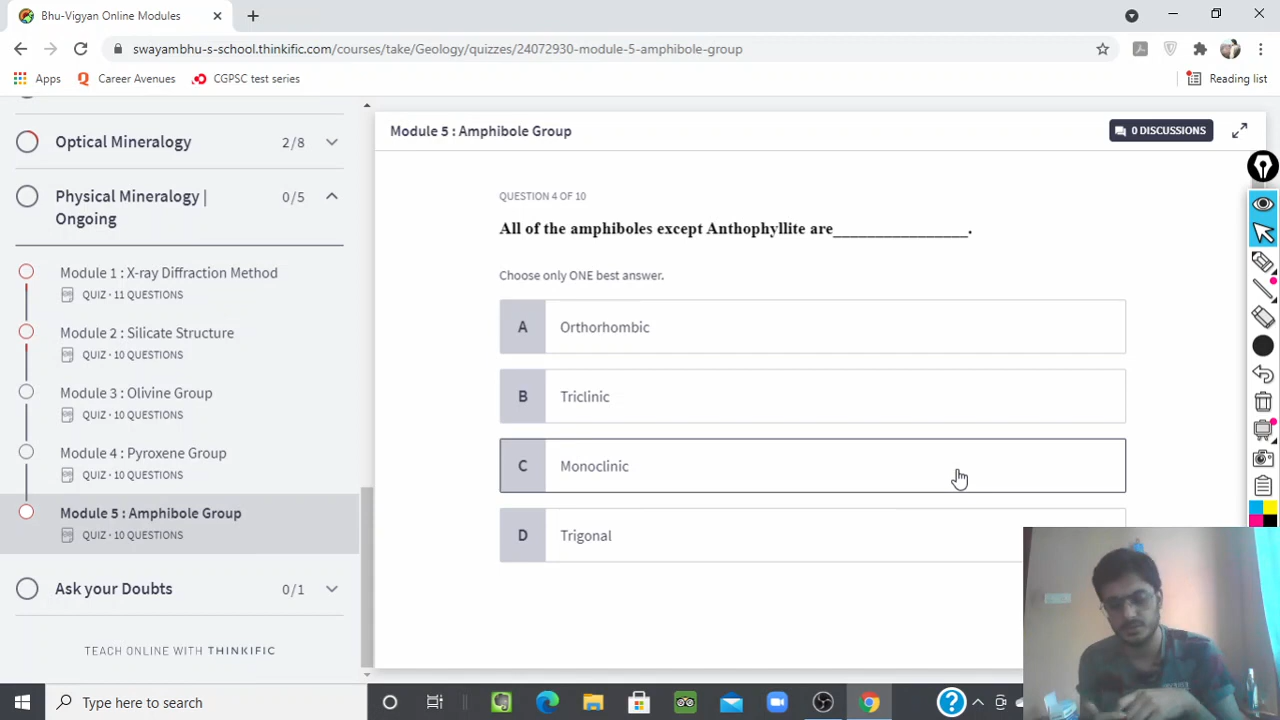 Bhu-Vigyan Online Modules
swayambhu-s-school.thinkific.com/courses/take/Geology/quizzes/24072930-module-5-amphibole-group
Apps
Career Avenues
CGPSC test series
Reading list
Optical Mineralogy 2/8
Physical Mineralogy | Ongoing 0/5
Module 1 : X-ray Diffraction Method
QUIZ · 11 QUESTIONS
Module 2 : Silicate Structure
QUIZ · 10 QUESTIONS
Module 3 : Olivine Group
QUIZ · 10 QUESTIONS
Module 4 : Pyroxene Group
QUIZ · 10 QUESTIONS
Module 5 : Amphibole Group
QUIZ · 10 QUESTIONS
Ask your Doubts 0/1
TEACH ONLINE WITH THINKIFIC
Module 5 : Amphibole Group
0 DISCUSSIONS
QUESTION 4 OF 10
All of the amphiboles except Anthophyllite are________________.
Choose only ONE best answer.
A Orthorhombic
B Triclinic
C Monoclinic
D Trigonal
Type here to search